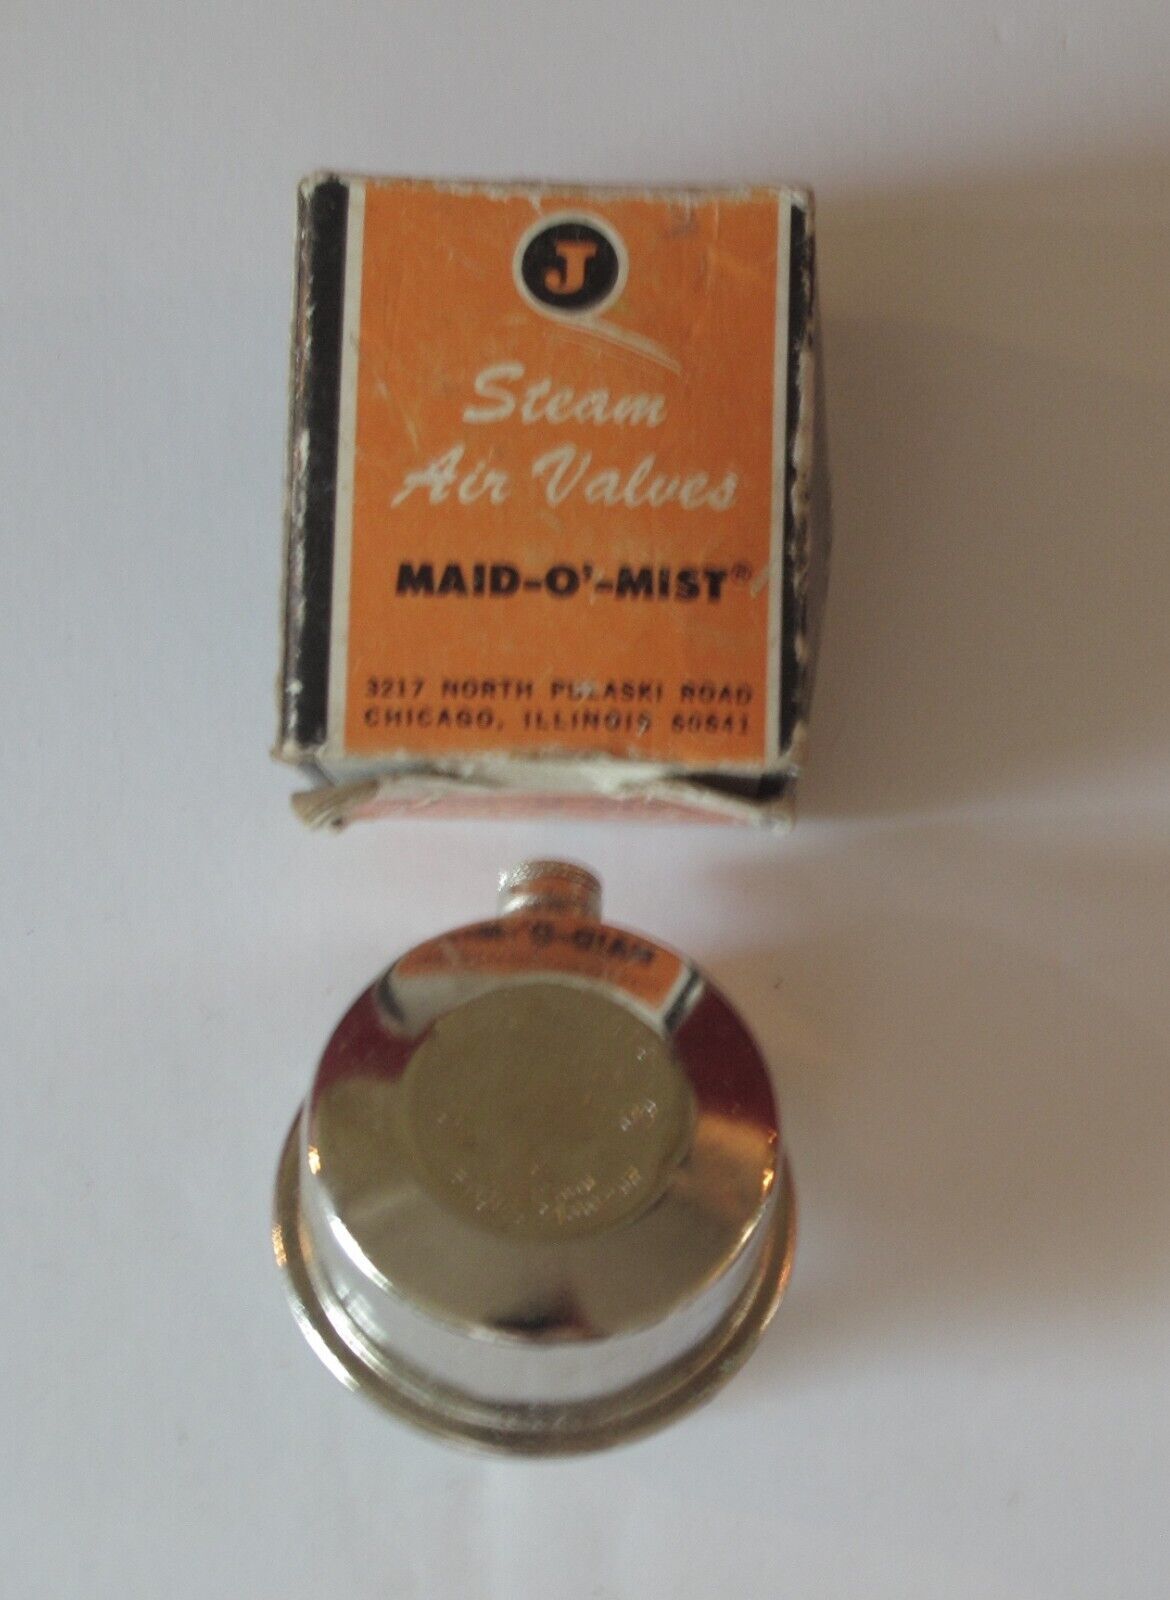 J
Steam
Air Valves
MAID-O'-MIST®
3217 NORTH PULASKI ROAD
CHICAGO, ILLINOIS 60641